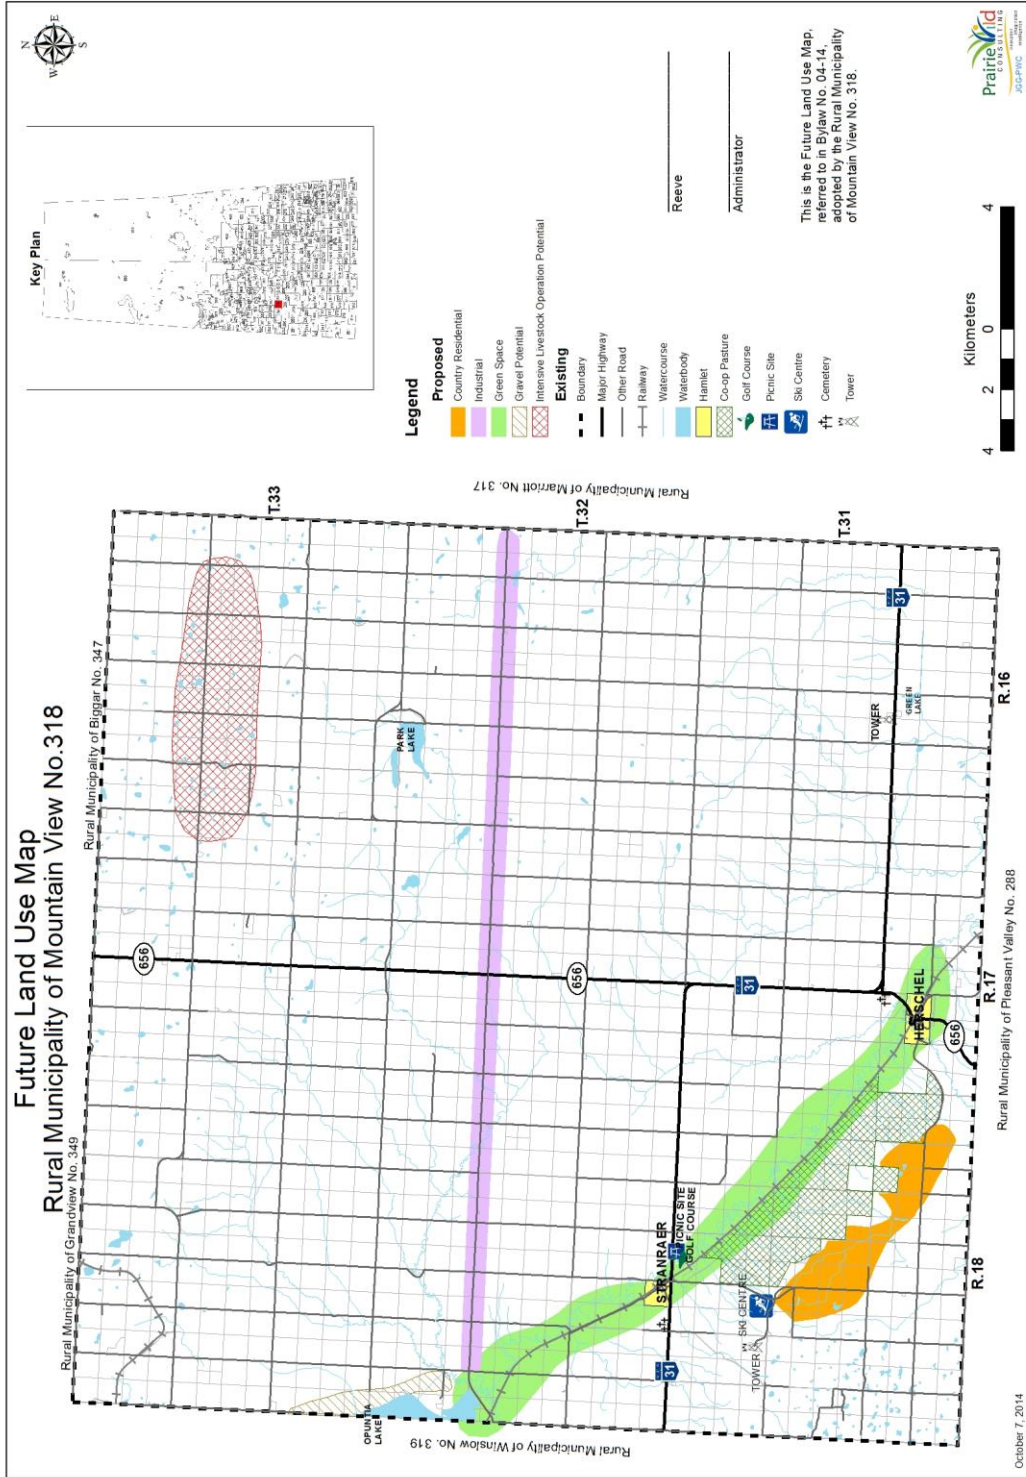 Future Land Use Map
Rural Municipality of Mountain View No.318
Rural Municipality of Grandview No. 349
Rural Municipality of Biggar No. 347
Rural Municipality of Winslow No. 319
Rural Municipality of Marriott No. 317
Rural Municipality of Pleasant Valley No. 288
T.33
T.32
T.31
R.18
R.17
R.16
656
656
31
31
31
656
OPUNTIA
LAKE
PARK
LAKE
STRANRAER
PICNIC SITE
GOLF COURSE
SKI CENTRE
TOWER
HERSCHEL
TOWER
GREEN
LAKE
Key Plan
N
W
E
S
Legend
Proposed
Country Residential
Industrial
Green Space
Gravel Potential
Intensive Livestock Operation Potential
Existing
Boundary
Major Highway
Other Road
Railway
Watercourse
Waterbody
Hamlet
Co-op Pasture
Golf Course
Picnic Site
Ski Centre
Cemetery
Tower
Reeve
Administrator
This is the Future Land Use Map,
referred to in Bylaw No. 04-14,
adopted by the Rural Municipality
of Mountain View No. 318.
4 2 0 4
Kilometers
PrairieWild
CONSULTING
JGG-PWC
October 7, 2014